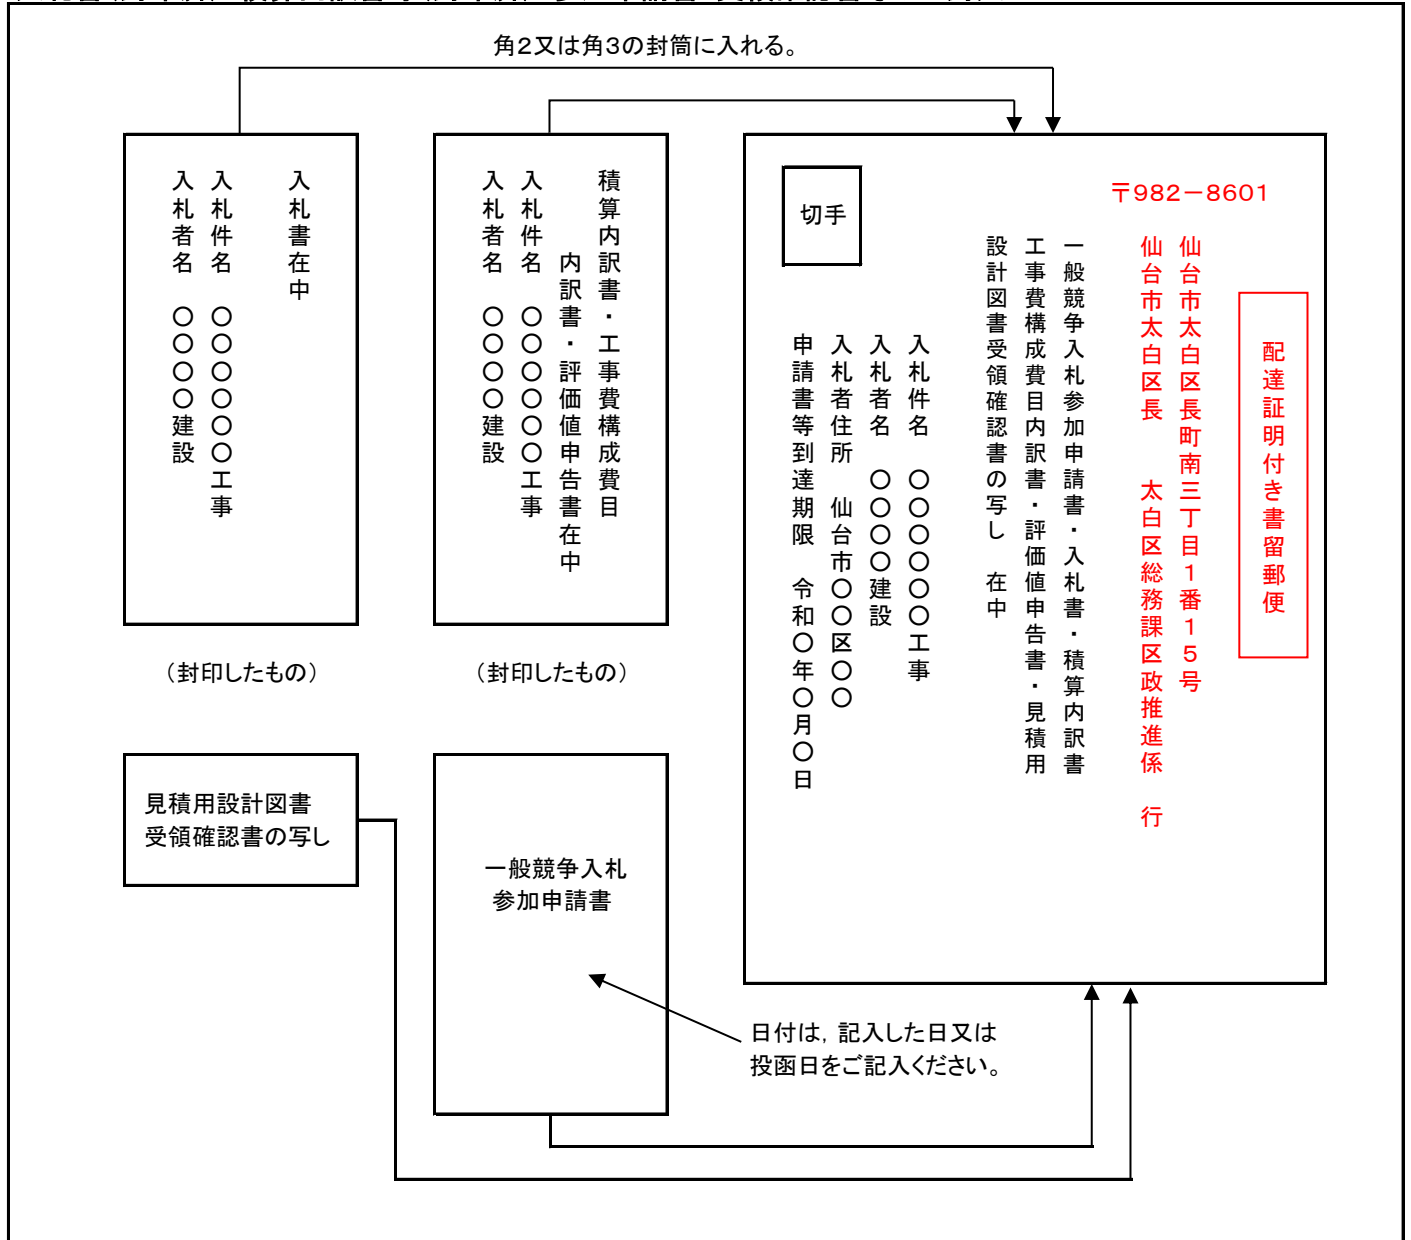 角2又は角3の封筒に入れる。
入札書在中
入札件名　〇〇〇〇〇〇工事
入札者名　〇〇〇〇建設
（封印したもの）
積算内訳書・工事費構成費目
内訳書・評価値申告書在中
入札件名　〇〇〇〇〇〇工事
入札者名　〇〇〇〇建設
（封印したもの）
切手
〒982－8601
配達証明付き書留郵便
仙台市太白区長町南三丁目1番15号
仙台市太白区長　太白区総務課区政推進係　行
一般競争入札参加申請書・入札書・積算内訳書
工事費構成費目内訳書・評価値申告書・見積用
設計図書受領確認書の写し　在中
入札件名　〇〇〇〇〇〇工事
入札者名　〇〇〇〇建設
入札者住所　仙台市〇〇区〇〇
申請書等到達期限　令和〇年〇月〇日
見積用設計図書
受領確認書の写し
一般競争入札
参加申請書
日付は，記入した日又は
投函日をご記入ください。